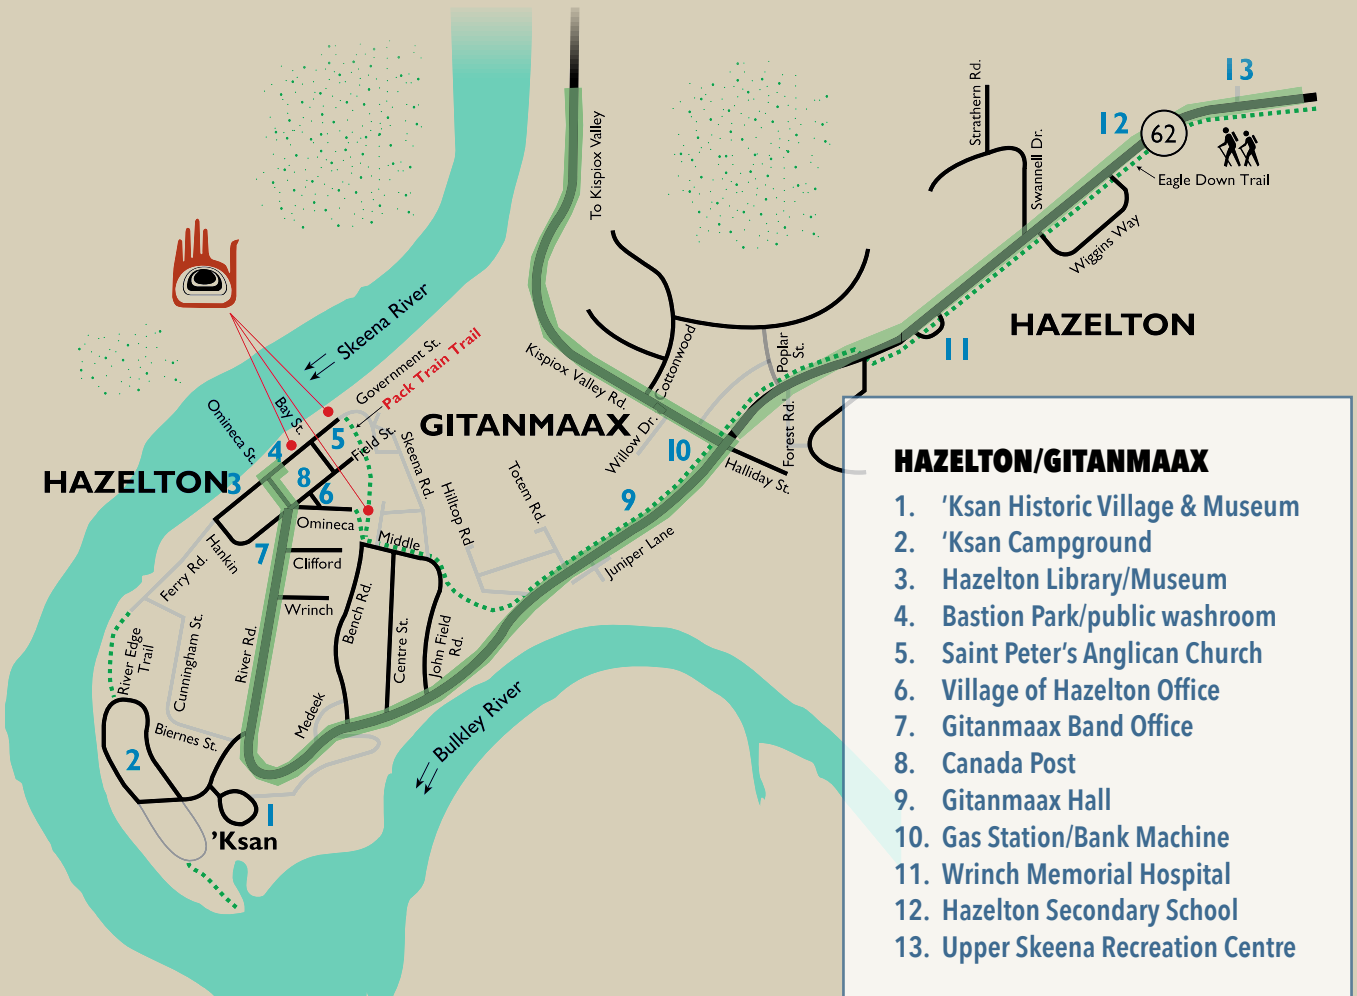 13
12
62
Strathern Rd.
Swannell Dr.
Eagle Down Trail
Wiggins Way
To Kispiox Valley
HAZELTON
11
Skeena River
Government St.
Pack Train Trail
Kispiox Valley Rd.
Cottonwood
Poplar
St.
Omineca St.
Bay St.
5
4
GITANMAAX
Field St.
Skeena Rd.
Willow Dr.
10
Forest Rd.
Halliday St.
HAZELTON
3
8
6
Hilltop Rd
Totem Rd.
9
Omineca
Middle
Juniper Lane
Hankin
7
Clifford
Ferry Rd.
Wrinch
Bench Rd.
Centre St.
John Field
Rd.
River Edge
Trail
Cunningham St.
River Rd.
Medeek
Biernes St.
Bulkley River
2
1
'Ksan
HAZELTON/GITANMAAX
1. ‘Ksan Historic Village & Museum
2. ‘Ksan Campground
3. Hazelton Library/Museum
4. Bastion Park/public washroom
5. Saint Peter’s Anglican Church
6. Village of Hazelton Office
7. Gitanmaax Band Office
8. Canada Post
9. Gitanmaax Hall
10. Gas Station/Bank Machine
11. Wrinch Memorial Hospital
12. Hazelton Secondary School
13. Upper Skeena Recreation Centre